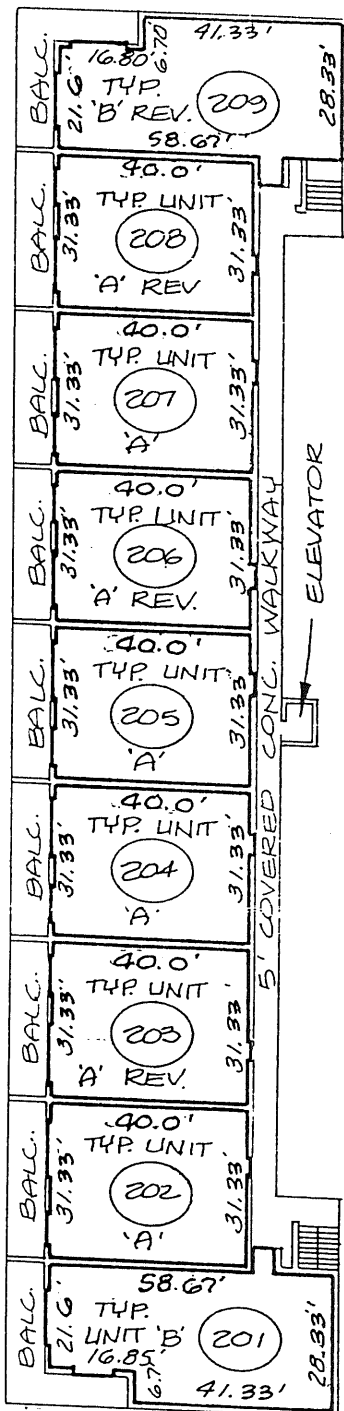 41.33'
16.80'
6.70
BALC.
21.6'
TYP.
'B' REV.
209
28.33'
58.67'
40.0'
TYP. UNIT
BALC.
31.33'
208
31.33'
'A' REV
40.0'
TYP. UNIT
BALC.
31.33'
207
31.33'
'A'
40.0'
TYP. UNIT
BALC.
31.33'
206
31.33'
'A' REV.
40.0'
TYP. UNIT
BALC.
31.33'
205
31.33'
'A'
ELEVATOR
5' COVERED CONC. WALKWAY
40.0'
TYP. UNIT
BALC.
31.33'
204
31.33'
'A'
40.0'
TYP. UNIT
BALC.
31.33'
203
31.33'
'A' REV.
40.0'
TYP. UNIT
BALC.
31.33'
202
31.33'
'A'
58.67'
BALC.
21.6'
TYP.
UNIT 'B'
201
28.33'
16.85'
6.7'
41.33'